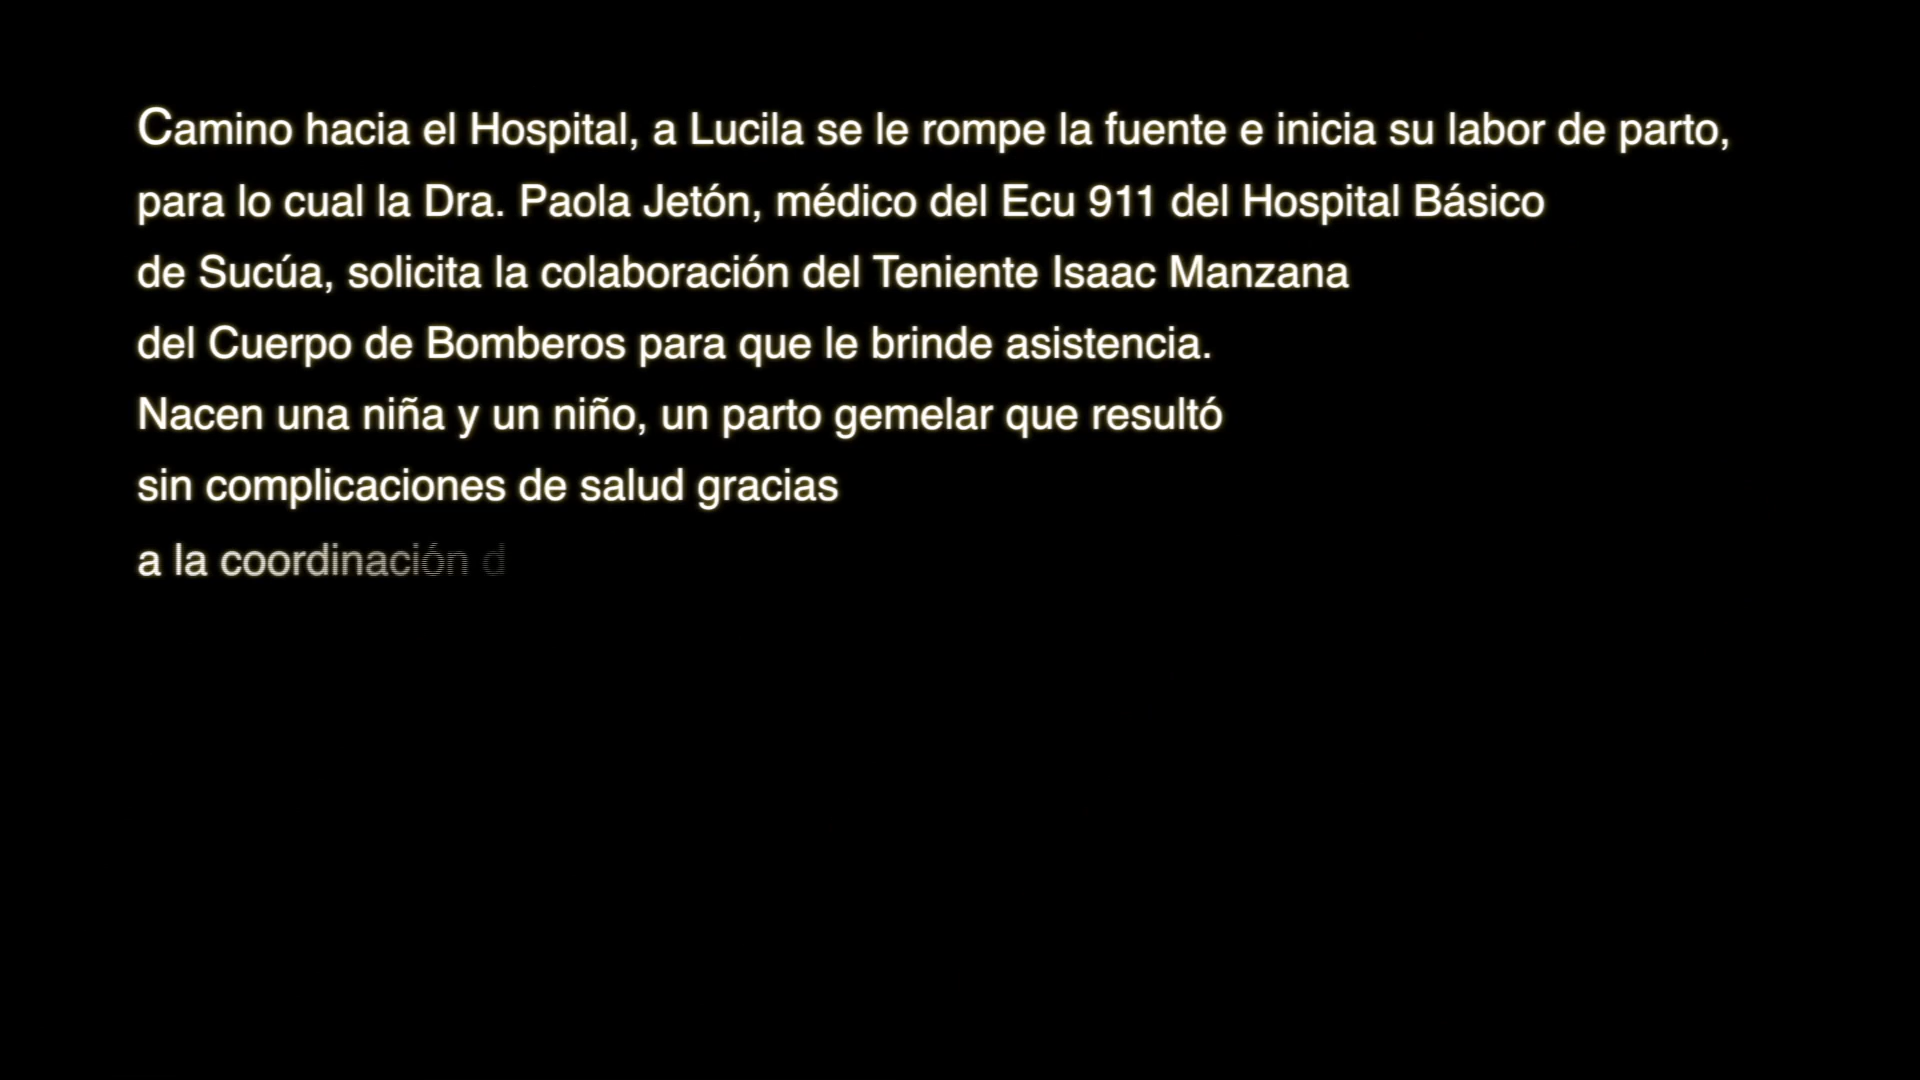 Camino hacia el Hospital, a Lucila se le rompe la fuente e inicia su labor de parto,
para lo cual la Dra. Paola Jetón, médico del Ecu 911 del Hospital Básico
de Sucúa, solicita la colaboración del Teniente Isaac Manzana
del Cuerpo de Bomberos para que le brinde asistencia.
Nacen una niña y un niño, un parto gemelar que resultó
sin complicaciones de salud gracias
a la coordinación d